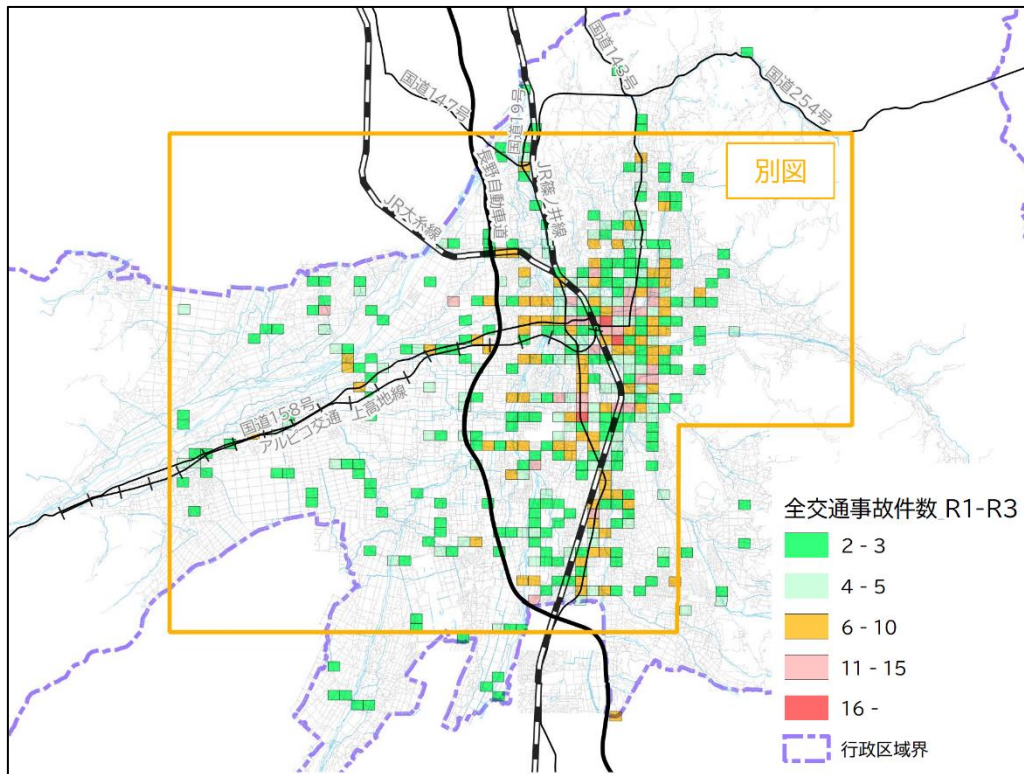 国道143号
国道254号
国道147号
国道19号
別図
長野自動車道
JR篠ノ井線
JR大糸線
国道158号
アルピコ交通 上高地線
全交通事故件数_R1-R3
2 - 3
4 - 5
6 - 10
11 - 15
16 -
行政区域界